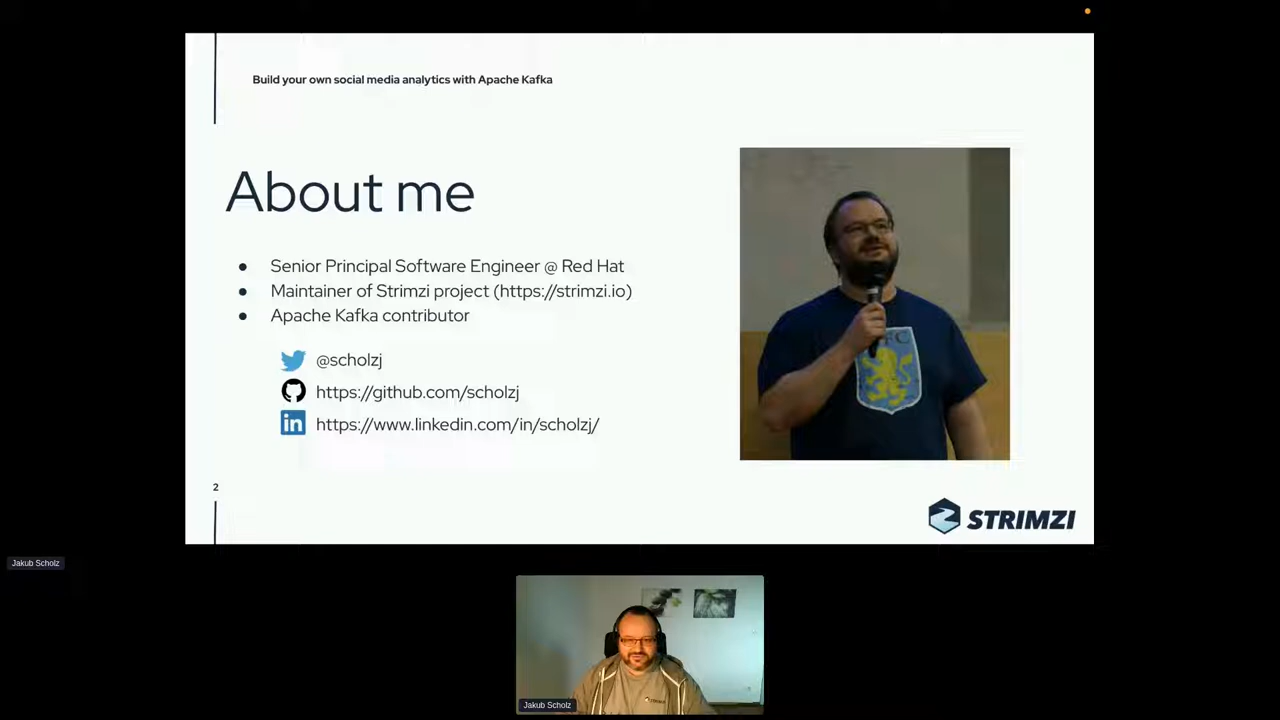 Build your own social media analytics with Apache Kafka
About me
● Senior Principal Software Engineer @ Red Hat
● Maintainer of Strimzi project (https://strimzi.io)
● Apache Kafka contributor
@scholzj
https://github.com/scholzj
in https://www.linkedin.com/in/scholzj/
2
STRIMZI
Jakub Scholz
STRIMZI
Jakub Scholz